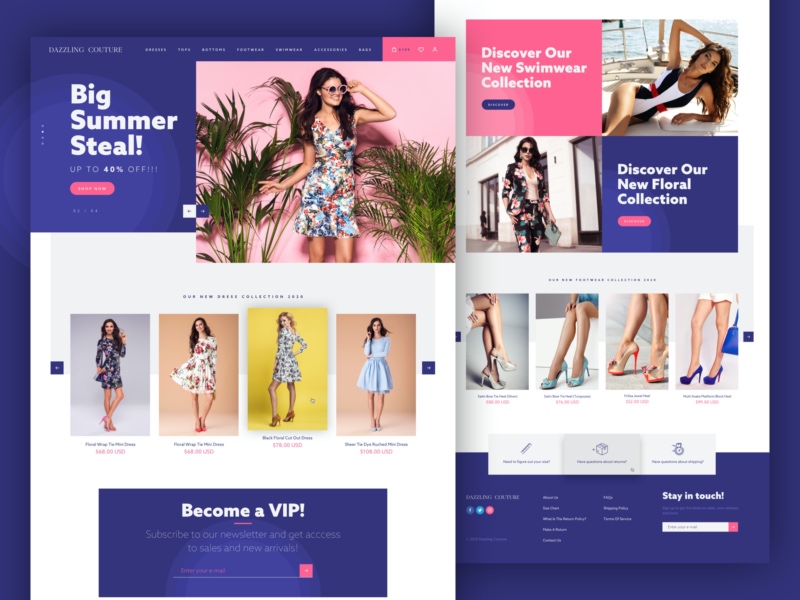 DAZZLING COUTURE
DRESSES TOPS BOTTOMS FOOTWEAR SWIMWEAR ACCESSORIES BAGS
Big
Summer
Steal!
UP TO 40% OFF!!!
SHOP NOW
OUR NEW DRESS COLLECTION 2020
Floral Wrap Tie Mini Dress
$68.00 USD
Floral Wrap Tie Mini Dress
$68.00 USD
Black Floral Cut Out Dress
$78.00 USD
Sheer Tie Dye Ruched Mini Dress
$108.00 USD
Become a VIP!
Subscribe to our newsletter and get acccess
to sales and new arrivals!
Enter your e-mail
Discover Our
New Swimwear
Collection
DISCOVER
Discover Our
New Floral
Collection
DISCOVER
OUR NEW FOOTWEAR COLLECTION 2020
Satin Bow Tie Heel (Silver)
$88.00 USD
Satin Bow Tie Heel (Turquoise)
$76.00 USD
Heel
$52.00 USD
Multi Suede Platform Block Heel
$99.00 USD
Need to figure out your size?
Have questions about returns?
Have questions about shipping?
DAZZLING COUTURE
About Us
Size Chart
What Is The Return Policy?
Make A Return
Contact Us
FAQs
Shipping Policy
Terms Of Service
Stay in touch!
Enter your e-mail
Dazzling Couture